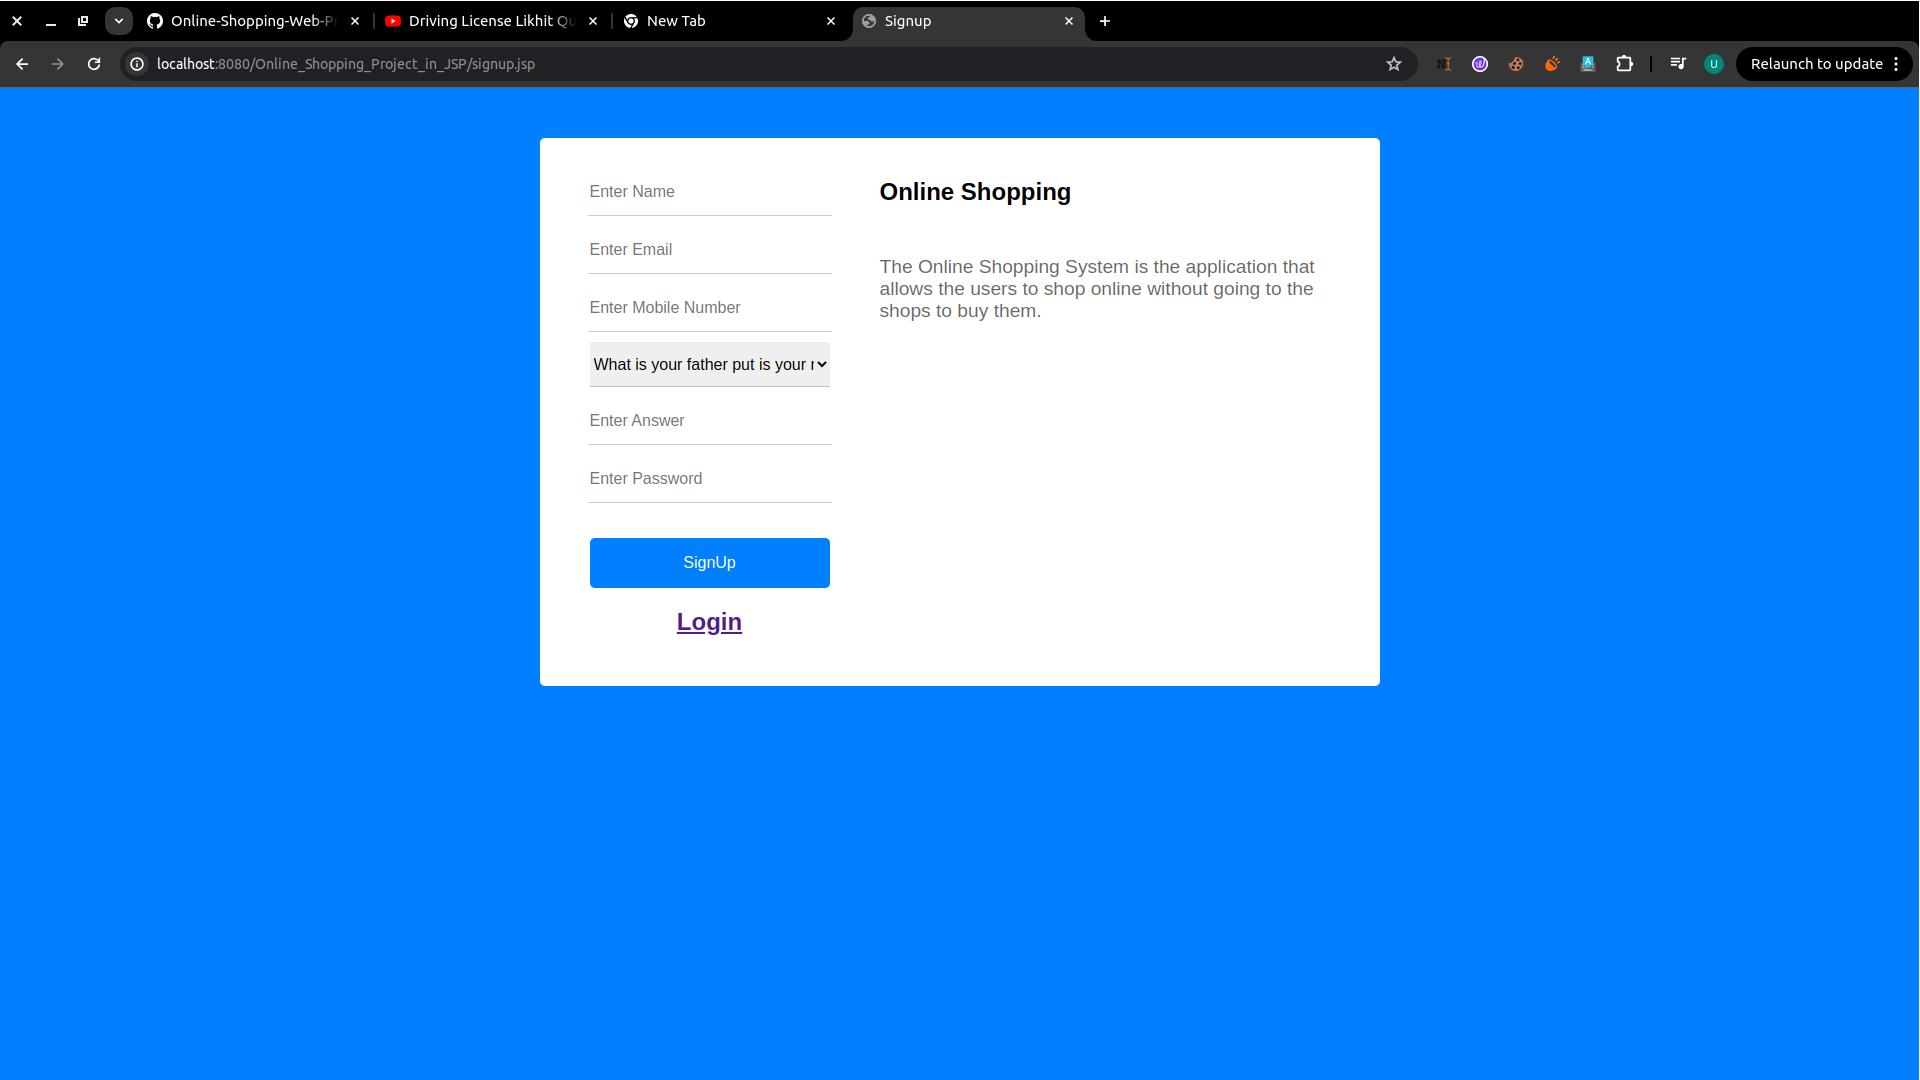 Online-Shopping-Web-Pr
Driving License Likhit Qu
New Tab
Signup
localhost:8080/Online_Shopping_Project_in_JSP/signup.jsp
U
Relaunch to update
Enter Name
Enter Email
Enter Mobile Number
What is your father put is your
Enter Answer
Enter Password
SignUp
Login
Online Shopping
The Online Shopping System is the application that
allows the users to shop online without going to the
shops to buy them.